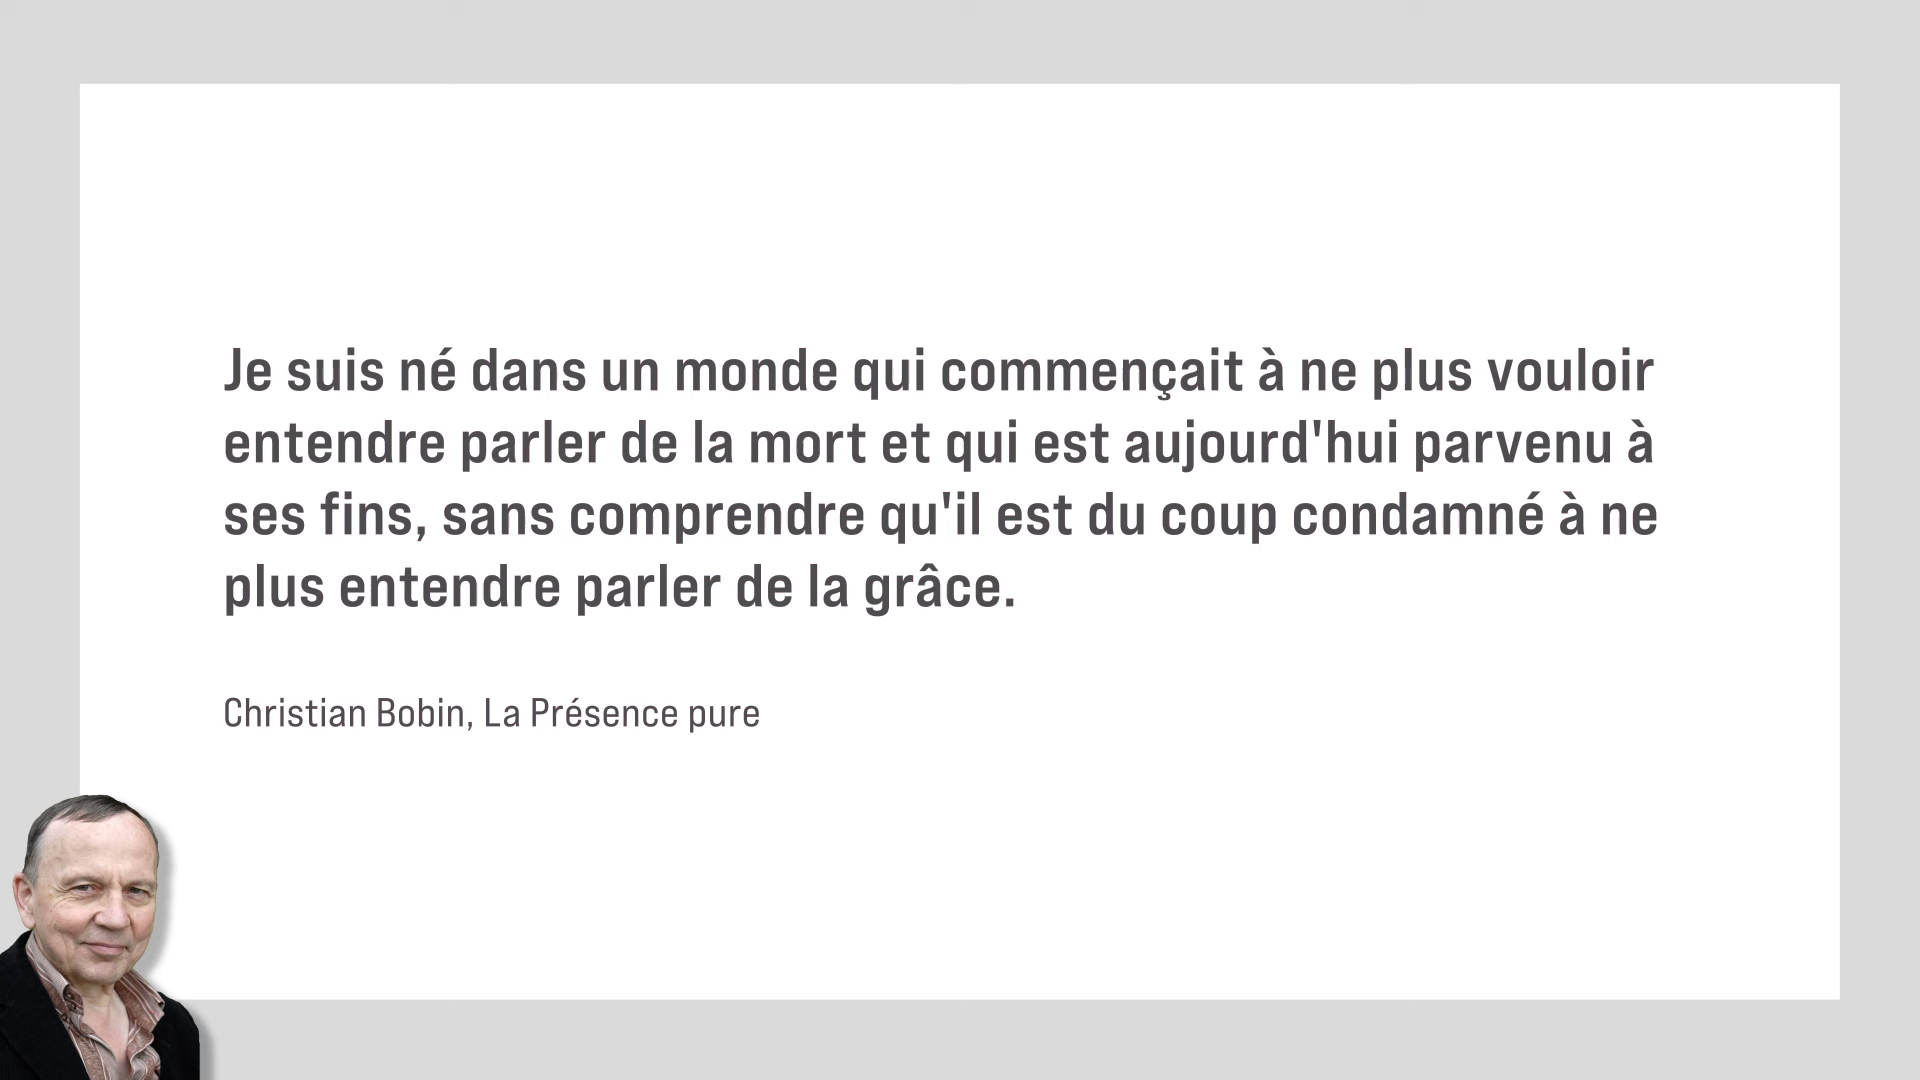 Je suis né dans un monde qui commençait à ne plus vouloir
entendre parler de la mort et qui est aujourd'hui parvenu à
ses fins, sans comprendre qu'il est du coup condamné à ne
plus entendre parler de la grâce.
Christian Bobin, La Présence pure